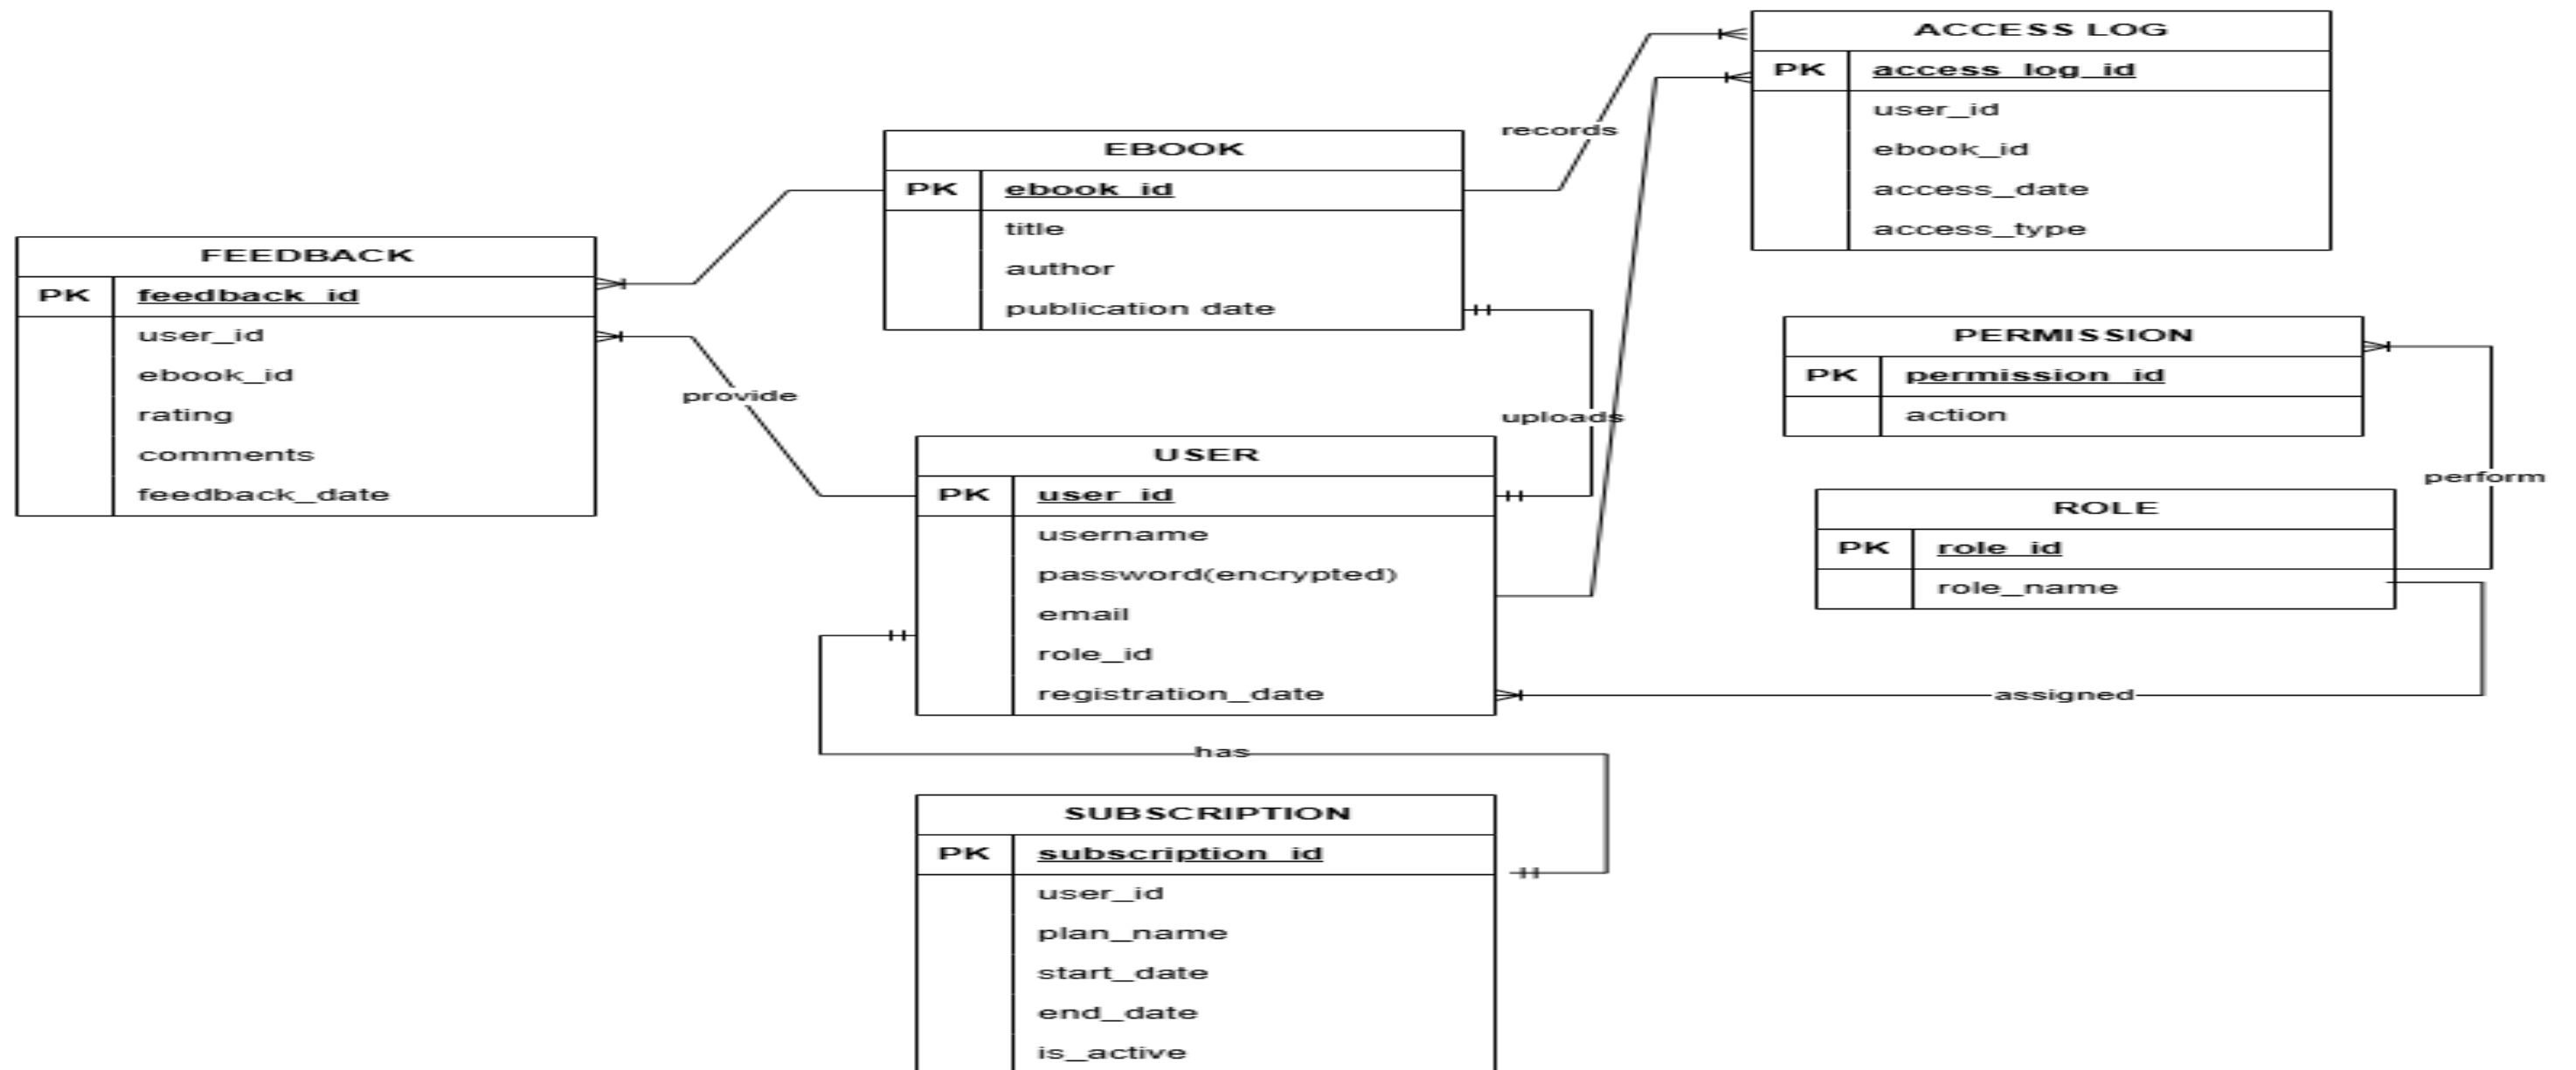 ACCESS LOG
PK access_log_id
user_id
ebook_id
access_date
access_type
records
EBOOK
PK ebook_id
title
author
publication date
FEEDBACK
PK feedback_id
user_id
ebook_id
rating
comments
feedback_date
provide
uploads
PERMISSION
PK permission_id
action
perform
ROLE
PK role_id
role_name
USER
PK user_id
username
password(encrypted)
email
role_id
registration_date
assigned
has
SUBSCRIPTION
PK subscription_id
user_id
plan_name
start_date
end_date
is_active